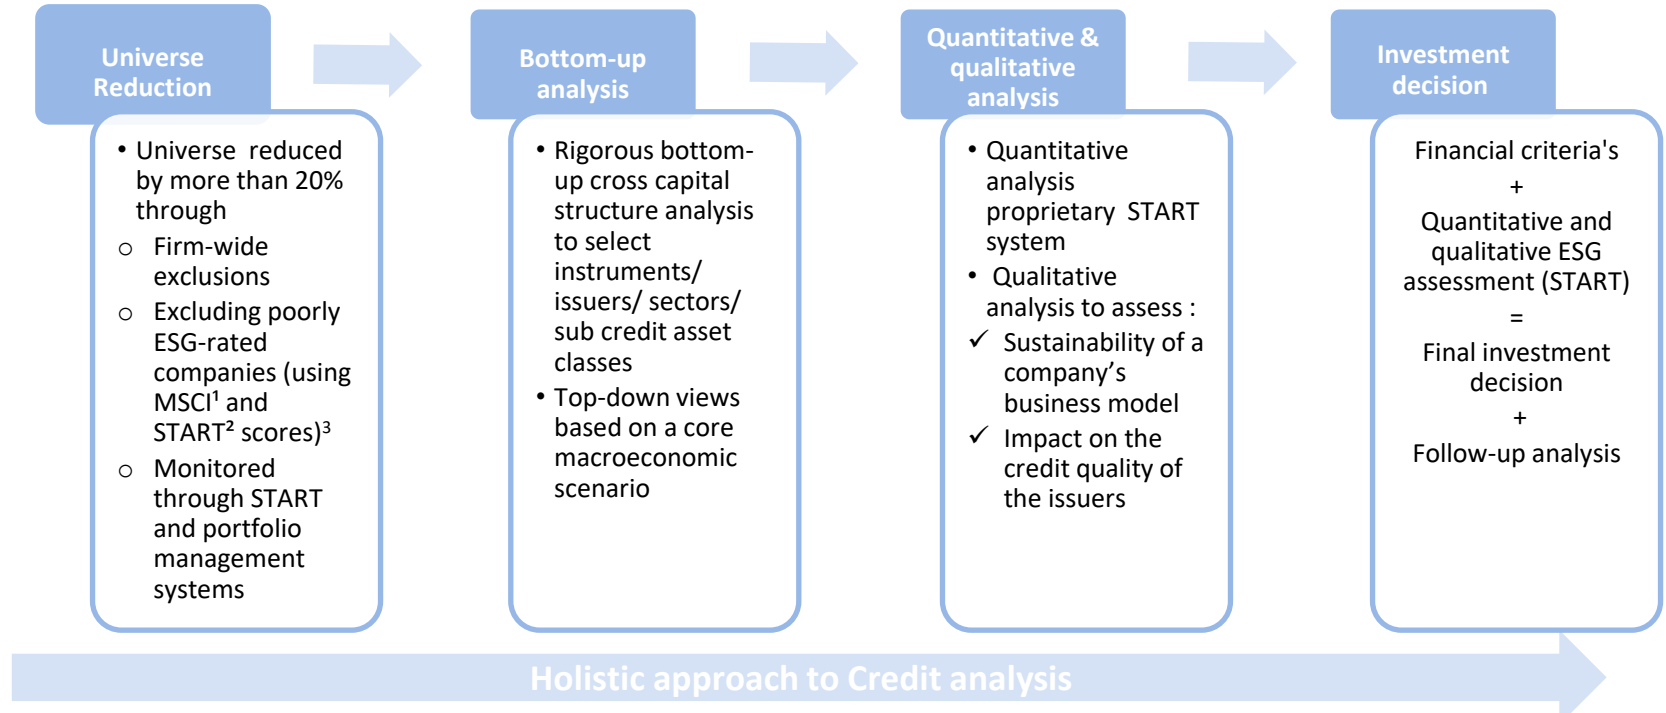 Universe
Reduction
• Universe reduced
by more than 20%
through
o Firm-wide
exclusions
o Excluding poorly
ESG-rated
companies (using
MSCI¹ and
START² scores)³
o Monitored
through START
and portfolio
management
systems
Bottom-up
analysis
• Rigorous bottom-
up cross capital
structure analysis
to select
instruments/
issuers/ sectors/
sub credit asset
classes
• Top-down views
based on a core
macroeconomic
scenario
Quantitative &
qualitative
analysis
• Quantitative
analysis
proprietary START
system
• Qualitative
analysis to assess :
✓ Sustainability of a
company’s
business model
✓ Impact on the
credit quality of
the issuers
Investment
decision
Financial criteria's
+
Quantitative and
qualitative ESG
assessment (START)
=
Final investment
decision
+
Follow-up analysis
Holistic approach to Credit analysis